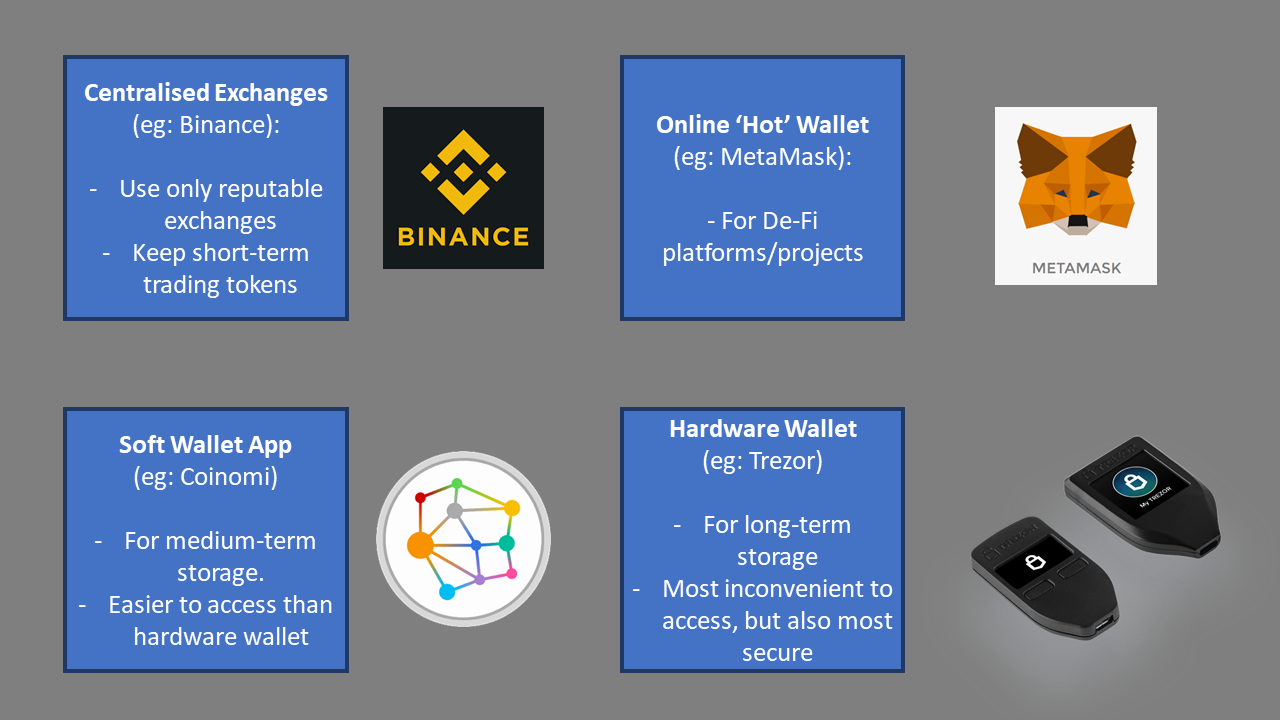 Centralised Exchanges
(eg: Binance):
- Use only reputable
exchanges
- Keep short-term
trading tokens
BINANCE
Online ‘Hot’ Wallet
(eg: MetaMask):
- For De-Fi
platforms/projects
METAMASK
Soft Wallet App
(eg: Coinomi)
- For medium-term
storage.
- Easier to access than
hardware wallet
Hardware Wallet
(eg: Trezor)
- For long-term
storage
- Most inconvenient to
access, but also most
secure
My TREZOR